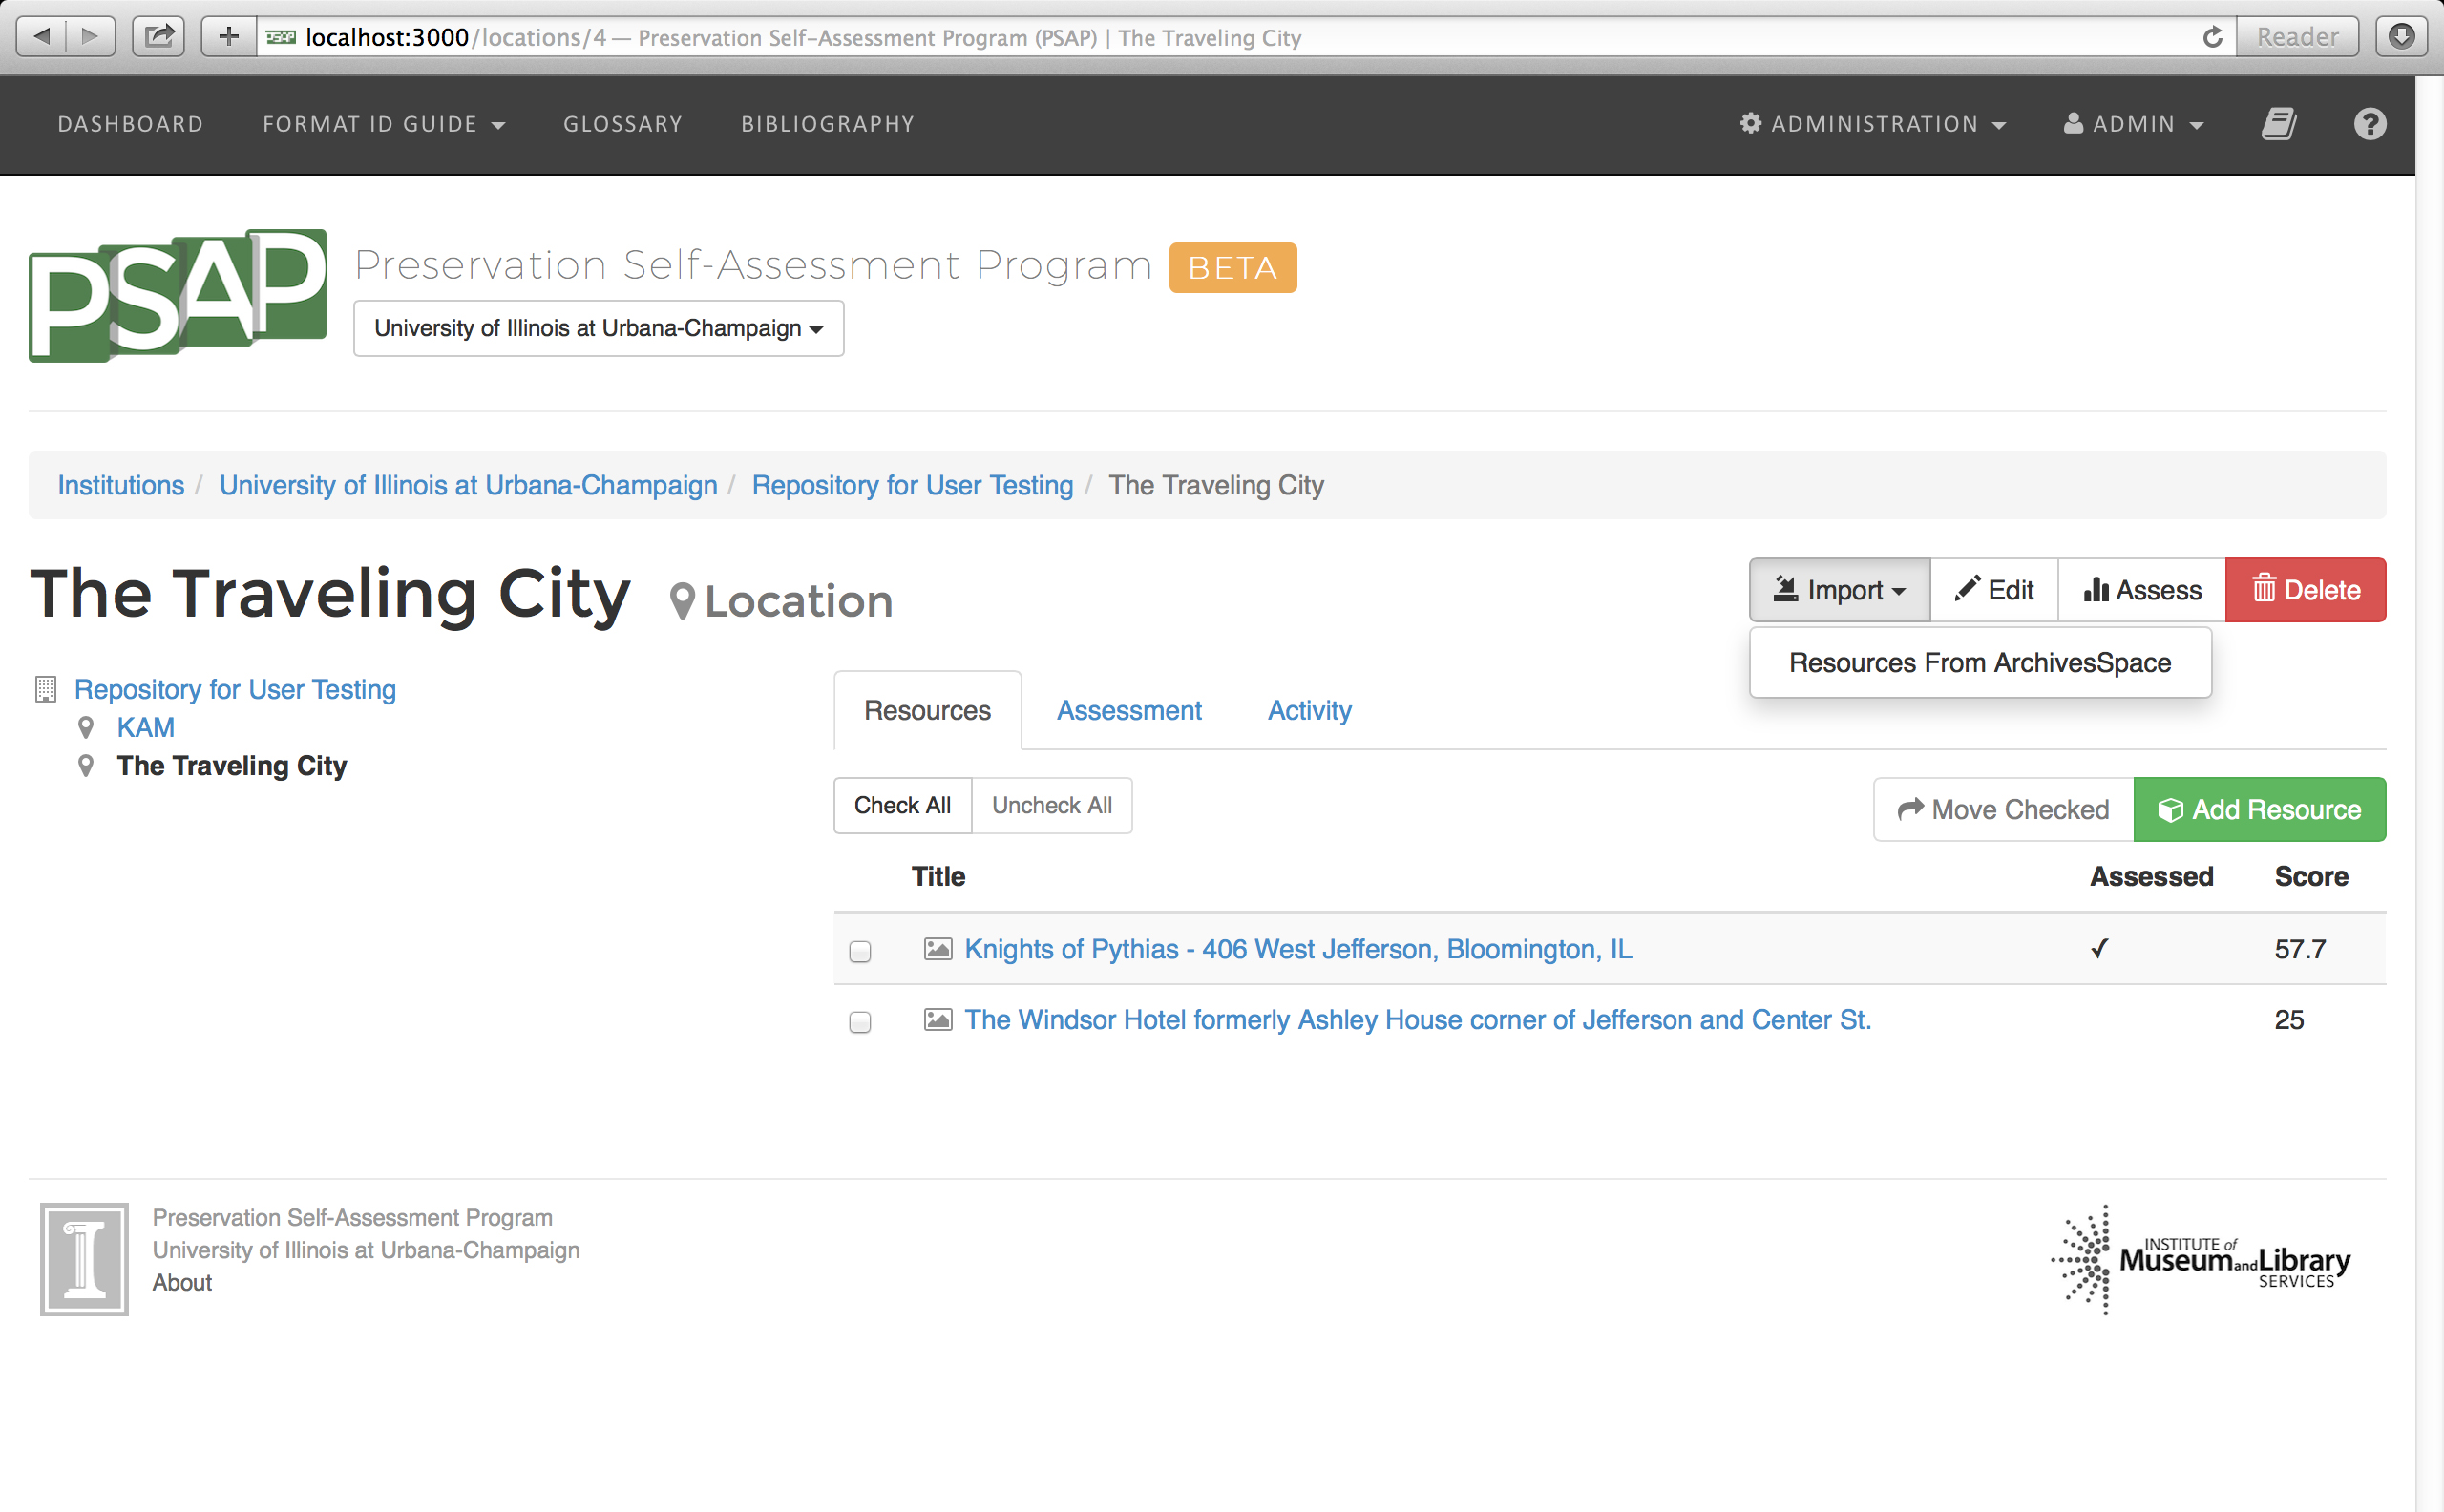 localhost:3000/locations/4 — Preservation Self-Assessment Program (PSAP) | The Traveling City
Reader
DASHBOARD FORMAT ID GUIDE GLOSSARY BIBLIOGRAPHY ADMINISTRATION ADMIN ?
PSAP
Preservation Self-Assessment Program BETA
University of Illinois at Urbana-Champaign
Institutions / University of Illinois at Urbana-Champaign / Repository for User Testing / The Traveling City
The Traveling City Location
Import Edit Assess Delete
Resources From ArchivesSpace
Repository for User Testing
KAM
The Traveling City
Resources Assessment Activity
Check All Uncheck All
Move Checked Add Resource
Title Assessed Score
Knights of Pythias - 406 West Jefferson, Bloomington, IL ✓ 57.7
The Windsor Hotel formerly Ashley House corner of Jefferson and Center St. 25
Preservation Self-Assessment Program
University of Illinois at Urbana-Champaign
About
INSTITUTE of
Museum and Library
SERVICES